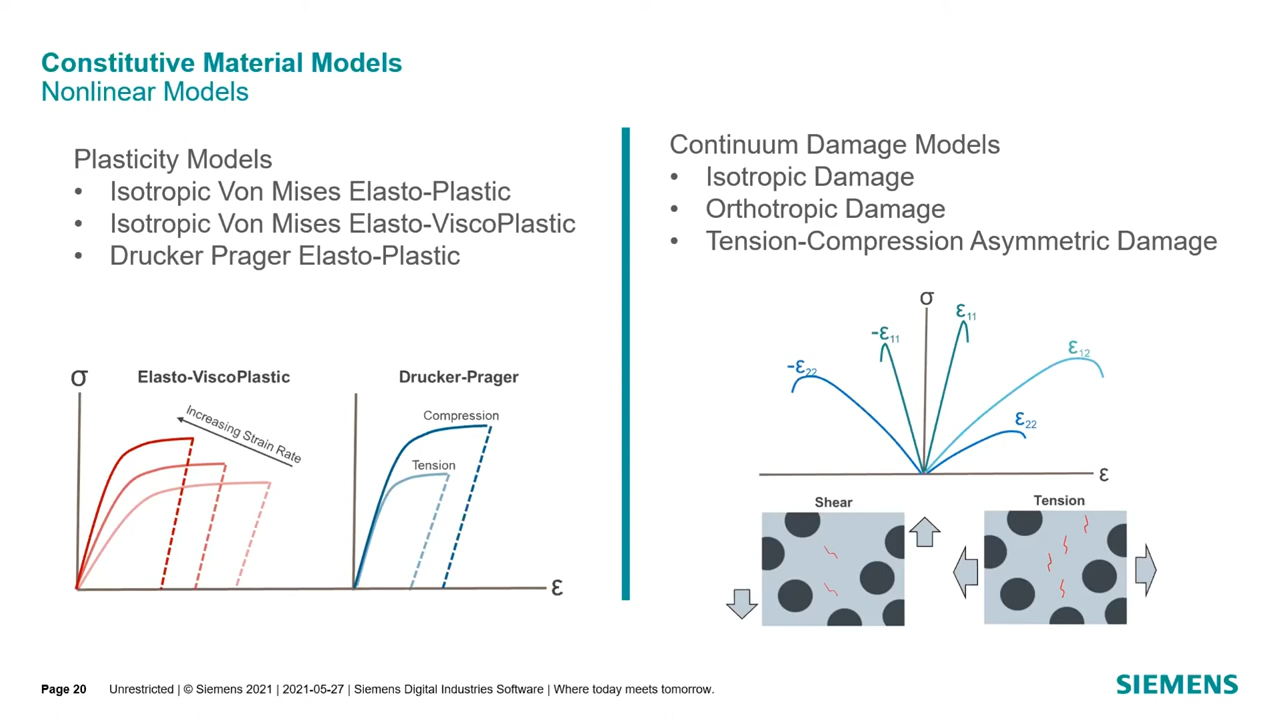 Constitutive Material Models
Nonlinear Models
Plasticity Models
• Isotropic Von Mises Elasto-Plastic
• Isotropic Von Mises Elasto-ViscoPlastic
• Drucker Prager Elasto-Plastic
Continuum Damage Models
• Isotropic Damage
• Orthotropic Damage
• Tension-Compression Asymmetric Damage
σ
Elasto-ViscoPlastic
Increasing Strain Rate
Drucker-Prager
Compression
Tension
ε
σ
-ε₂₂
-ε₁₁
ε₁₁
ε₁₂
ε₂₂
ε
Shear
Tension
Page 20 Unrestricted | © Siemens 2021 | 2021-05-27 | Siemens Digital Industries Software | Where today meets tomorrow.
SIEMENS